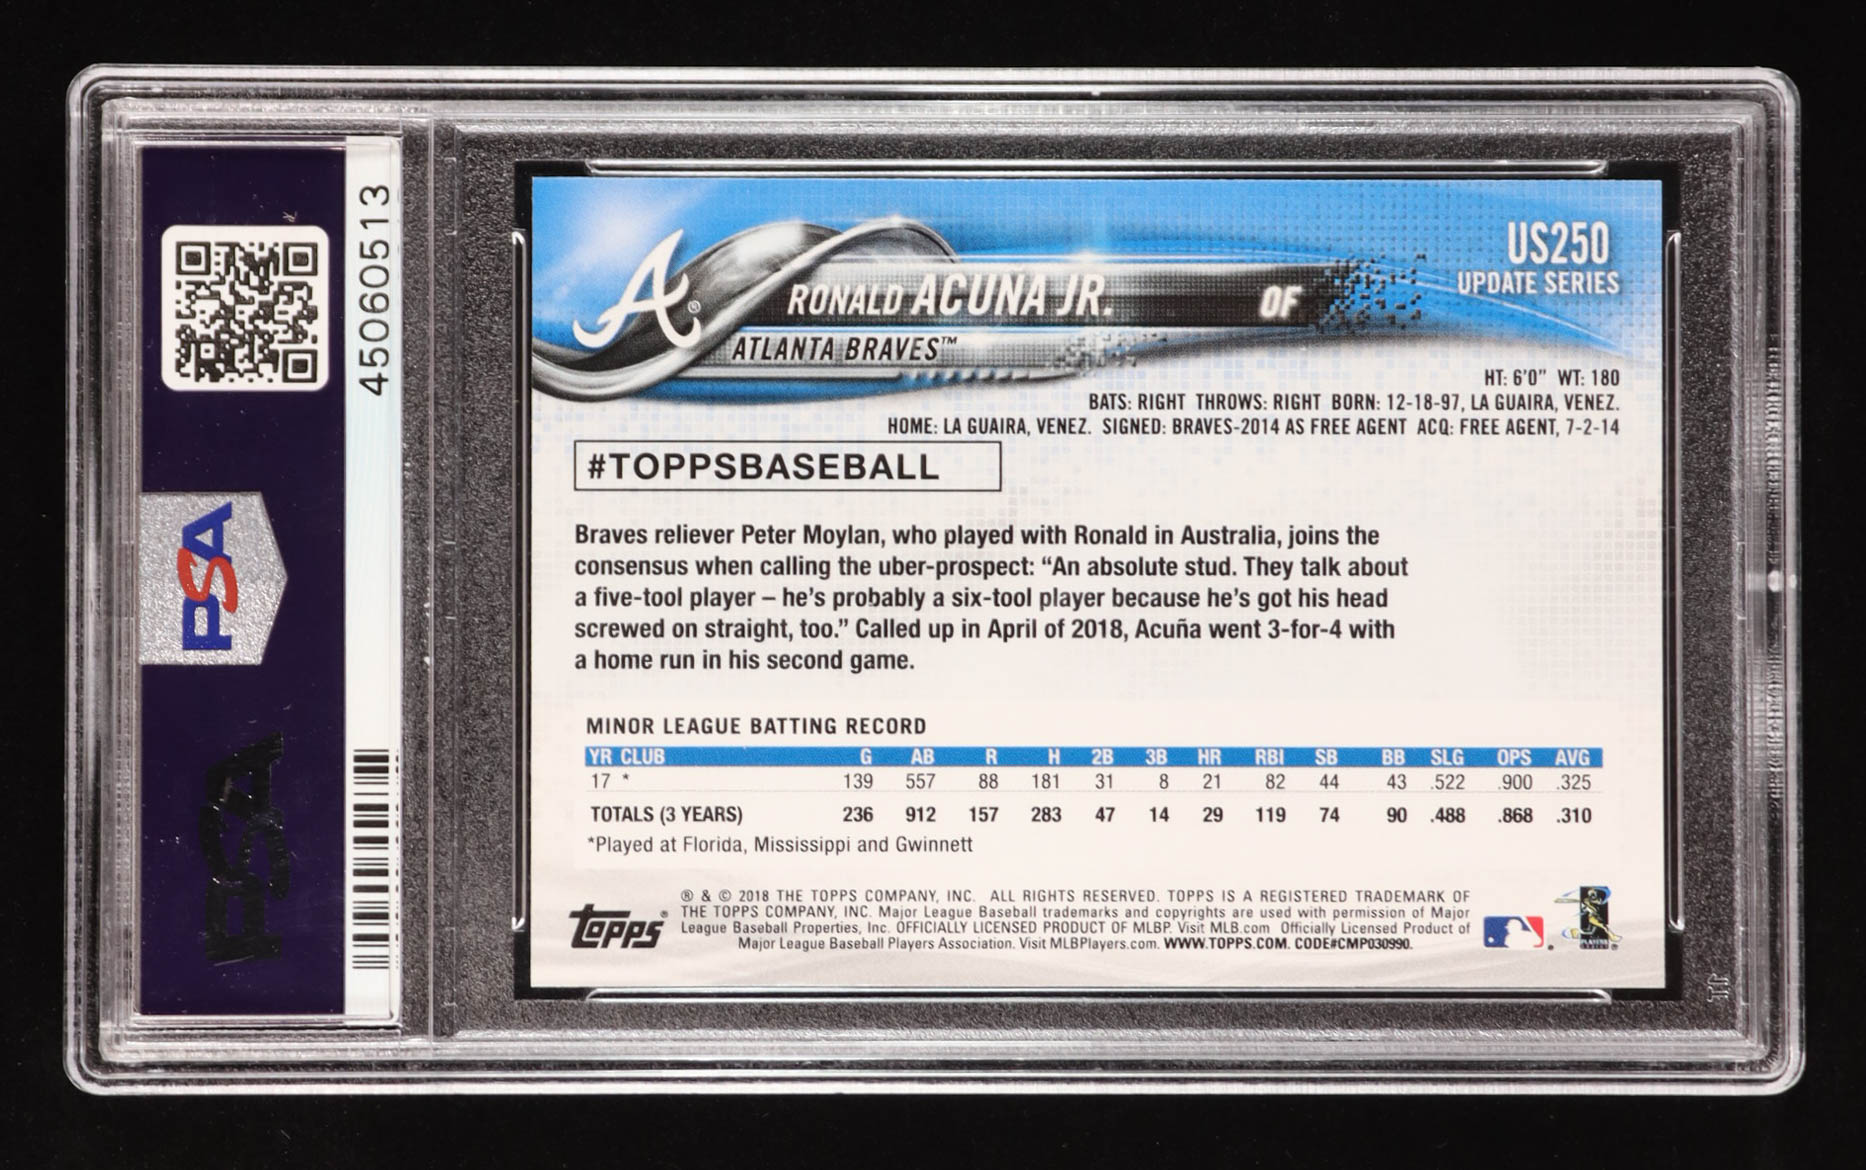 45060513
PSA
PSA
US250
UPDATE SERIES
A®
RONALD ACUÑA JR. OF
ATLANTA BRAVES™
HT: 6'0" WT: 180
BATS: RIGHT THROWS: RIGHT BORN: 12-18-97, LA GUAIRA, VENEZ.
HOME: LA GUAIRA, VENEZ. SIGNED: BRAVES-2014 AS FREE AGENT ACQ: FREE AGENT, 7-2-14
#TOPPSBASEBALL
Braves reliever Peter Moylan, who played with Ronald in Australia, joins the
consensus when calling the uber-prospect: “An absolute stud. They talk about
a five-tool player – he’s probably a six-tool player because he’s got his head
screwed on straight, too.” Called up in April of 2018, Acuña went 3-for-4 with
a home run in his second game.
MINOR LEAGUE BATTING RECORD
YR CLUB G AB R H 2B 3B HR RBI SB BB SLG OPS AVG
17 * 139 557 88 181 31 8 21 82 44 43 .522 .900 .325
TOTALS (3 YEARS) 236 912 157 283 47 14 29 119 74 90 .488 .868 .310
*Played at Florida, Mississippi and Gwinnett
topps®
® & © 2018 THE TOPPS COMPANY, INC. ALL RIGHTS RESERVED. TOPPS IS A REGISTERED TRADEMARK OF
THE TOPPS COMPANY, INC. Major League Baseball trademarks and copyrights are used with permission of Major
League Baseball Properties, Inc. OFFICIALLY LICENSED PRODUCT OF MLBP. Visit MLB.com Officially Licensed Product of
Major League Baseball Players Association. Visit MLBPlayers.com. WWW.TOPPS.COM. CODE#CMP030990.